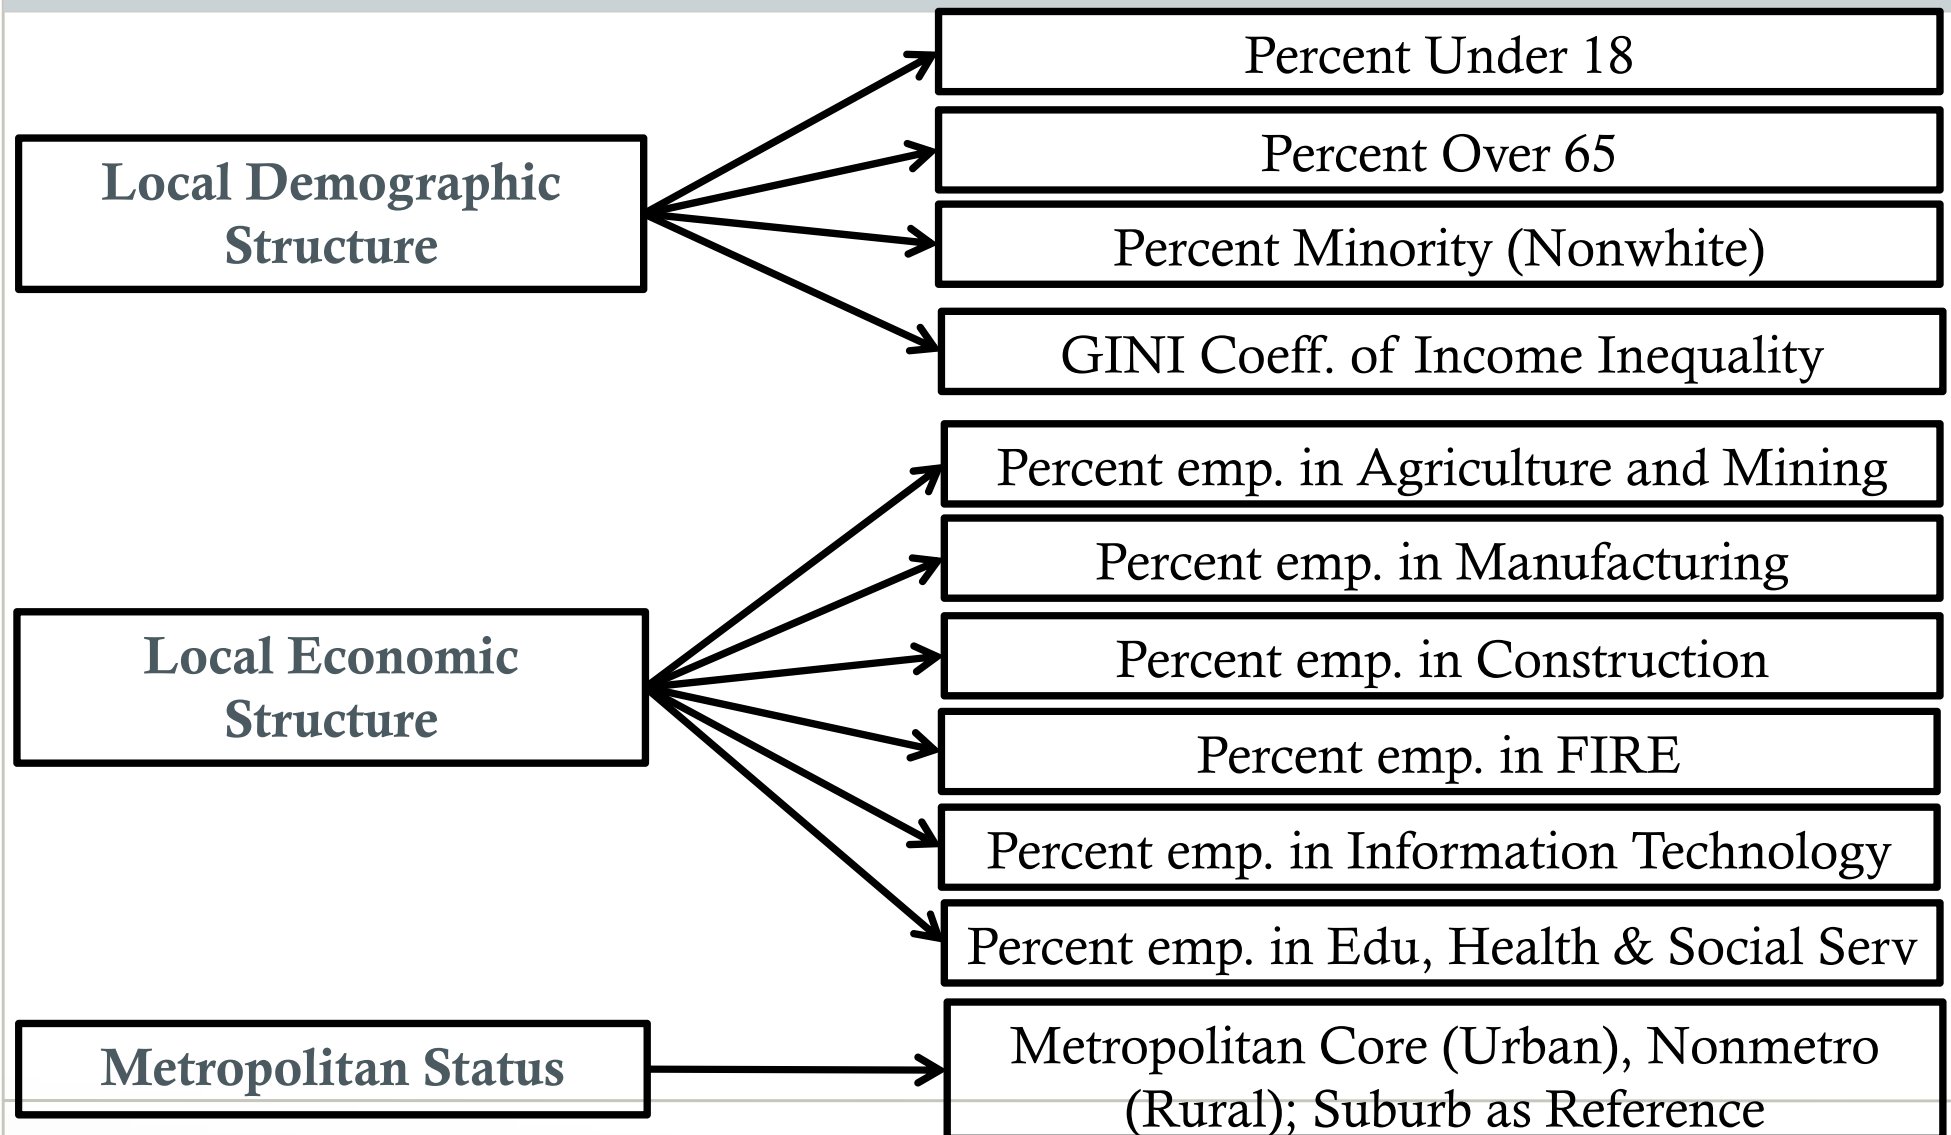 Percent Under 18
Percent Over 65
Local Demographic
Structure
Percent Minority (Nonwhite)
GINI Coeff. of Income Inequality
Percent emp. in Agriculture and Mining
Percent emp. in Manufacturing
Local Economic
Structure
Percent emp. in Construction
Percent emp. in FIRE
Percent emp. in Information Technology
Percent emp. in Edu, Health & Social Serv
Metropolitan Status
Metropolitan Core (Urban), Nonmetro
(Rural); Suburb as Reference